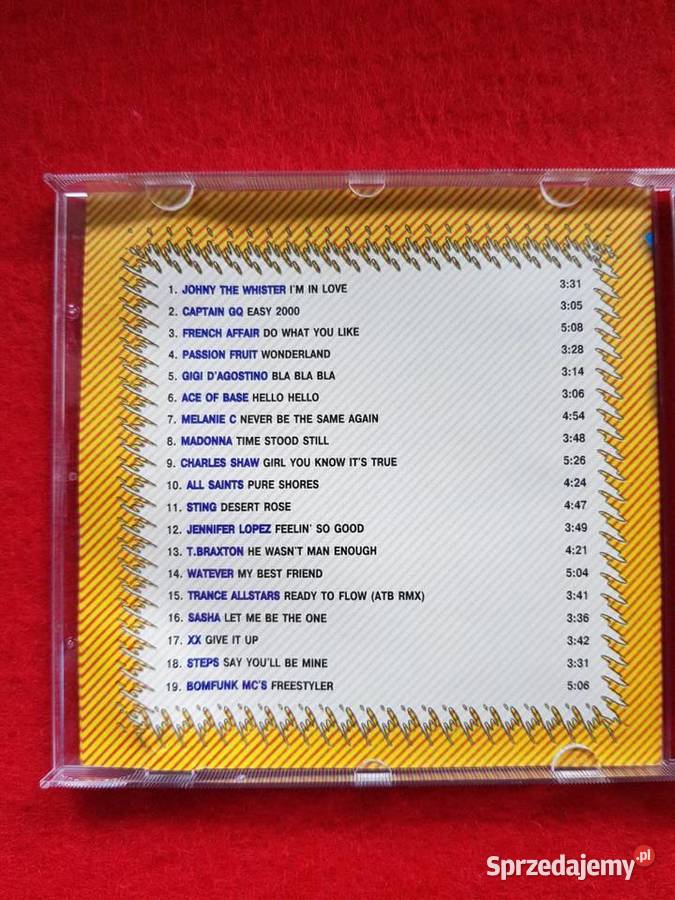 1. JOHNY THE WHISTER I'M IN LOVE 3:31
2. CAPTAIN GQ EASY 2000 3:05
3. FRENCH AFFAIR DO WHAT YOU LIKE 5:08
4. PASSION FRUIT WONDERLAND 3:28
5. GIGI D'AGOSTINO BLA BLA BLA 3:14
6. ACE OF BASE HELLO HELLO 3:06
7. MELANIE C NEVER BE THE SAME AGAIN 4:54
8. MADONNA TIME STOOD STILL 3:48
9. CHARLES SHAW GIRL YOU KNOW IT'S TRUE 5:26
10. ALL SAINTS PURE SHORES 4:24
11. STING DESERT ROSE 4:47
12. JENNIFER LOPEZ FEELIN' SO GOOD 3:49
13. T.BRAXTON HE WASN'T MAN ENOUGH 4:21
14. WATEVER MY BEST FRIEND 5:04
15. TRANCE ALLSTARS READY TO FLOW (ATB RMX) 3:41
16. SASHA LET ME BE THE ONE 3:36
17. XX GIVE IT UP 3:42
18. STEPS SAY YOU'LL BE MINE 3:31
19. BOMFUNK MC'S FREESTYLER 5:06
Sprzedajemy.pl